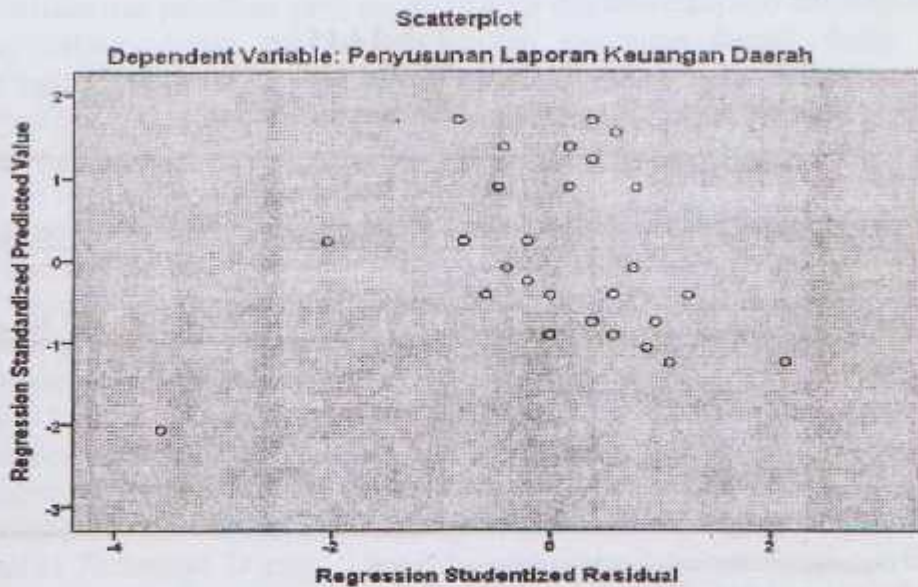 Scatterplot
Dependent Variable: Penyusunan Laporan Keuangan Daerah
Regression Standardized Predicted Value
2
1
0
-1
-2
-3
-4
-2
0
2
Regression Studentized Residual